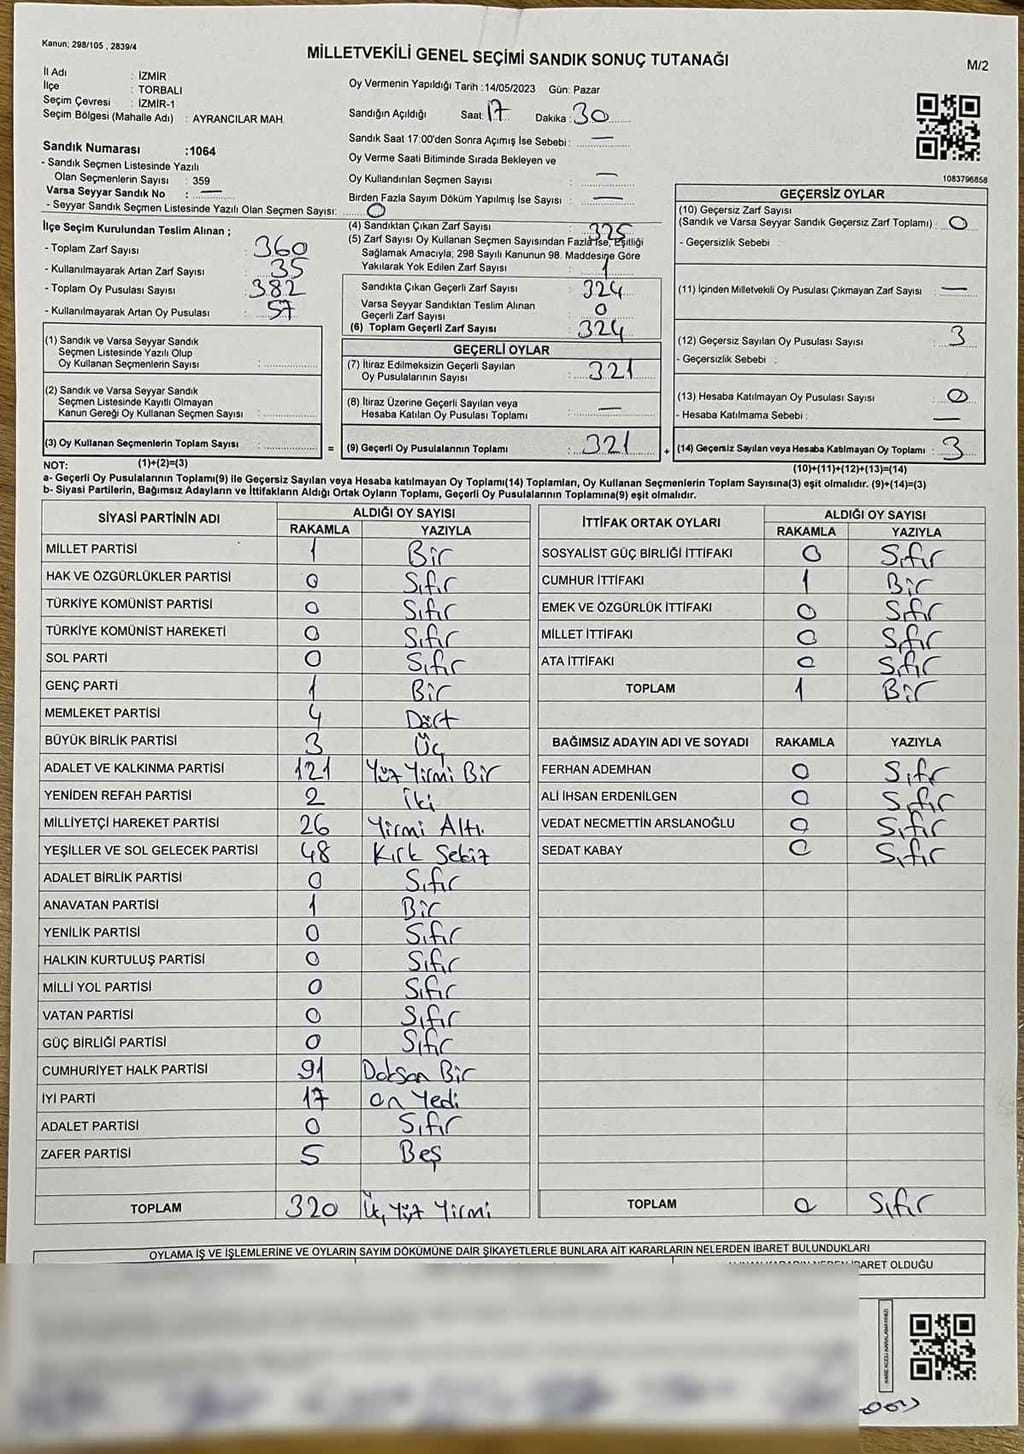 Kanun; 298/105 , 2839/4
MİLLETVEKİLİ GENEL SEÇİMİ SANDIK SONUÇ TUTANAĞI
M/2
İl Adı : İZMİR
İlçe : TORBALI
Seçim Çevresi : İZMİR-1
Seçim Bölgesi (Mahalle Adı) : AYRANCILAR MAH.
Sandık Numarası :1064
- Sandık Seçmen Listesinde Yazılı
Olan Seçmenlerin Sayısı : 359
Varsa Seyyar Sandık No : —
- Seyyar Sandık Seçmen Listesinde Yazılı Olan Seçmen Sayısı: 0
Oy Vermenin Yapıldığı Tarih :14/05/2023 Gün: Pazar
Sandığın Açıldığı Saat: 17 Dakika : 30
Sandık Saat 17:00'den Sonra Açımış İse Sebebi : —
Oy Verme Saati Bitiminde Sırada Bekleyen ve
Oy Kullandırılan Seçmen Sayısı : —
Birden Fazla Sayım Döküm Yapılmış İse Sayısı : —
1083796858
İlçe Seçim Kurulundan Teslim Alınan ;
- Toplam Zarf Sayısı : 360
- Kullanılmayarak Artan Zarf Sayısı : 35
- Toplam Oy Pusulası Sayısı : 382
- Kullanılmayarak Artan Oy Pusulası : 57
(4) Sandıktan Çıkan Zarf Sayısı : 325
(5) Zarf Sayısı Oy Kullanan Seçmen Sayısından Fazla İse, Eşitliği
Sağlamak Amacıyla; 298 Sayılı Kanunun 98. Maddesine Göre
Yakılarak Yok Edilen Zarf Sayısı : 1
Sandıkta Çıkan Geçerli Zarf Sayısı : 324
Varsa Seyyar Sandıktan Teslim Alınan
Geçerli Zarf Sayısı : 0
(6) Toplam Geçerli Zarf Sayısı : 324
GEÇERSİZ OYLAR
(10) Geçersiz Zarf Sayısı
(Sandık ve Varsa Seyyar Sandık Geçersiz Zarf Toplamı) : 0
- Geçersizlik Sebebi :
(11) İçinden Milletvekili Oy Pusulası Çıkmayan Zarf Sayısı : —
(12) Geçersiz Sayılan Oy Pusulası Sayısı : 3
- Geçersizlik Sebebi :
(13) Hesaba Katılmayan Oy Pusulası Sayısı : 0
- Hesaba Katılmama Sebebi : —
(14) Geçersiz Sayılan veya Hesaba Katılmayan Oy Toplamı : 3
(10)+(11)+(12)+(13)=(14)
(1) Sandık ve Varsa Seyyar Sandık
Seçmen Listesinde Yazılı Olup
Oy Kullanan Seçmenlerin Sayısı :
(2) Sandık ve Varsa Seyyar Sandık
Seçmen Listesinde Kayıtlı Olmayan
Kanun Gereği Oy Kullanan Seçmen Sayısı :
(3) Oy Kullanan Seçmenlerin Toplam Sayısı :
(1)+(2)=(3)
=
GEÇERLİ OYLAR
(7) İtiraz Edilmeksizin Geçerli Sayılan
Oy Pusulalarının Sayısı : 321
(8) İtiraz Üzerine Geçerli Sayılan veya
Hesaba Katılan Oy Pusulası Toplamı : —
(9) Geçerli Oy Pusulalarının Toplamı : 321
+
NOT:
a- Geçerli Oy Pusulalarının Toplamı(9) ile Geçersiz Sayılan veya Hesaba katılmayan Oy Toplamı(14) Toplamları, Oy Kullanan Seçmenlerin Toplam Sayısına(3) eşit olmalıdır. (9)+(14)=(3)
b- Siyasi Partilerin, Bağımsız Adayların ve İttifakların Aldığı Ortak Oyların Toplamı, Geçerli Oy Pusulalarının Toplamına(9) eşit olmalıdır.
SİYASİ PARTİNİN ADI ALDIĞI OY SAYISI
RAKAMLA YAZIYLA
MİLLET PARTİSİ 1 Bir
HAK VE ÖZGÜRLÜKLER PARTİSİ 0 Sıfır
TÜRKİYE KOMÜNİST PARTİSİ 0 Sıfır
TÜRKİYE KOMÜNİST HAREKETİ 0 Sıfır
SOL PARTİ 0 Sıfır
GENÇ PARTİ 1 Bir
MEMLEKET PARTİSİ 4 Dört
BÜYÜK BİRLİK PARTİSİ 3 Üç
ADALET VE KALKINMA PARTİSİ 121 Yüz Yirmi Bir
YENİDEN REFAH PARTİSİ 2 İki
MİLLİYETÇİ HAREKET PARTİSİ 26 Yirmi Altı.
YEŞİLLER VE SOL GELECEK PARTİSİ 48 Kırk Sekiz
ADALET BİRLİK PARTİSİ 0 Sıfır
ANAVATAN PARTİSİ 1 Bir
YENİLİK PARTİSİ 0 Sıfır
HALKIN KURTULUŞ PARTİSİ 0 Sıfır
MİLLİ YOL PARTİSİ 0 Sıfır
VATAN PARTİSİ 0 Sıfır
GÜÇ BİRLİĞİ PARTİSİ 0 Sıfır
CUMHURİYET HALK PARTİSİ 91 Doksan Bir
İYİ PARTİ 17 On Yedi
ADALET PARTİSİ 0 Sıfır
ZAFER PARTİSİ 5 Beş
TOPLAM 320 Üç Yüz Yirmi
İTTİFAK ORTAK OYLARI ALDIĞI OY SAYISI
RAKAMLA YAZIYLA
SOSYALİST GÜÇ BİRLİĞİ İTTİFAKI 0 Sıfır
CUMHUR İTTİFAKI 1 Bir
EMEK VE ÖZGÜRLÜK İTTİFAKI 0 Sıfır
MİLLET İTTİFAKI 0 Sıfır
ATA İTTİFAKI 0 Sıfır
TOPLAM 1 Bir
BAĞIMSIZ ADAYIN ADI VE SOYADI RAKAMLA YAZIYLA
FERHAN ADEMHAN 0 Sıfır
ALİ İHSAN ERDENİLGEN 0 Sıfır
VEDAT NECMETTİN ARSLANOĞLU 0 Sıfır
SEDAT KABAY 0 Sıfır
TOPLAM 0 Sıfır
OYLAMA İŞ VE İŞLEMLERİNE VE OYLARIN SAYIM DÖKÜMÜNE DAİR ŞİKAYETLERLE BUNLARA AİT KARARLARIN NELERDEN İBARET BULUNDUKLARI
OLDUĞU